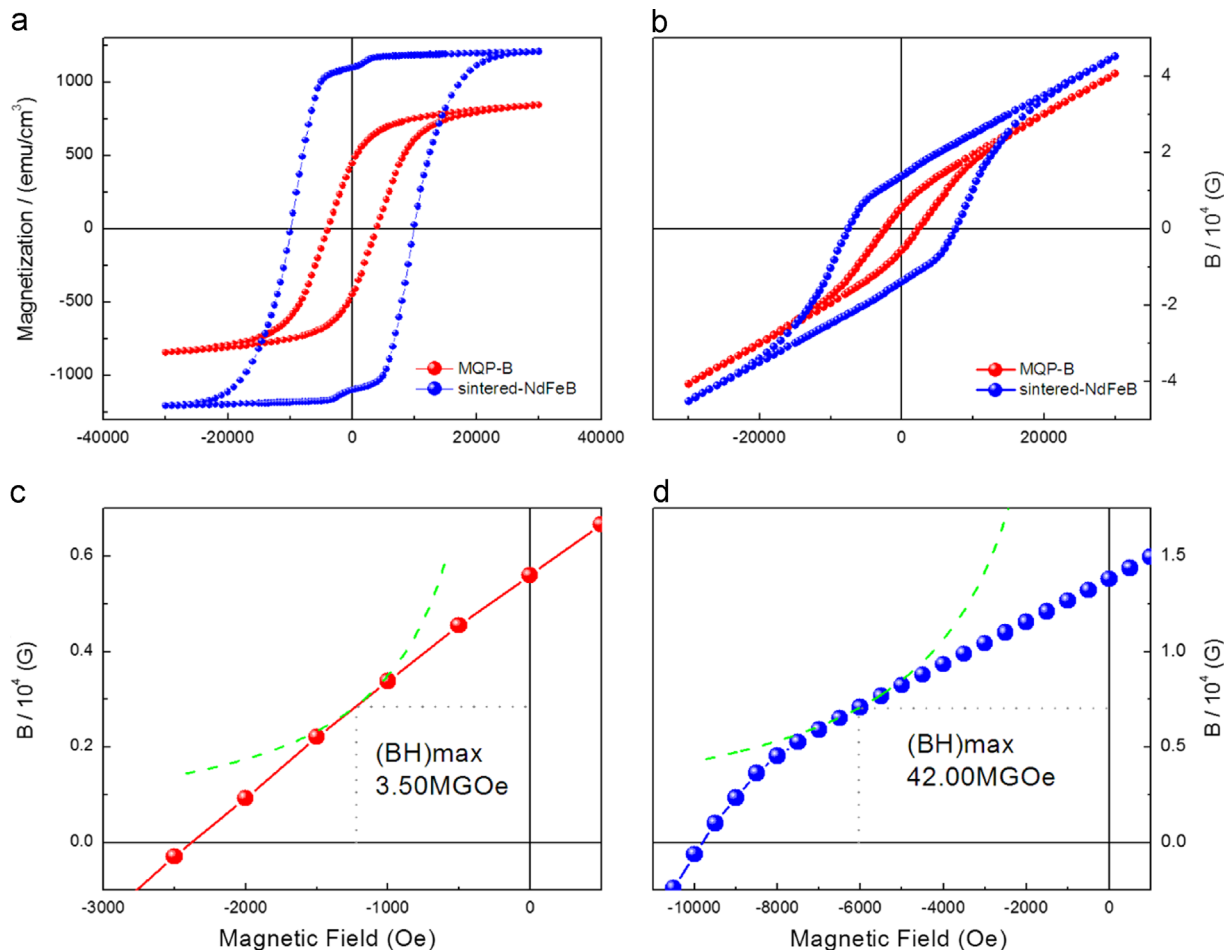 a
b
1000
500
0
-500
-1000
Magnetization / (emu/cm³)
MQP-B
sintered-NdFeB
-40000 -20000 0 20000 40000
4
2
0
-2
-4
B / 10⁴ (G)
MQP-B
sintered-NdFeB
-20000 0 20000
c
d
0.6
0.4
0.2
0.0
B / 10⁴ (G)
(BH)max
3.50MGOe
-3000 -2000 -1000 0
Magnetic Field (Oe)
1.5
1.0
0.5
0.0
B / 10⁴ (G)
(BH)max
42.00MGOe
-10000 -8000 -6000 -4000 -2000 0
Magnetic Field (Oe)